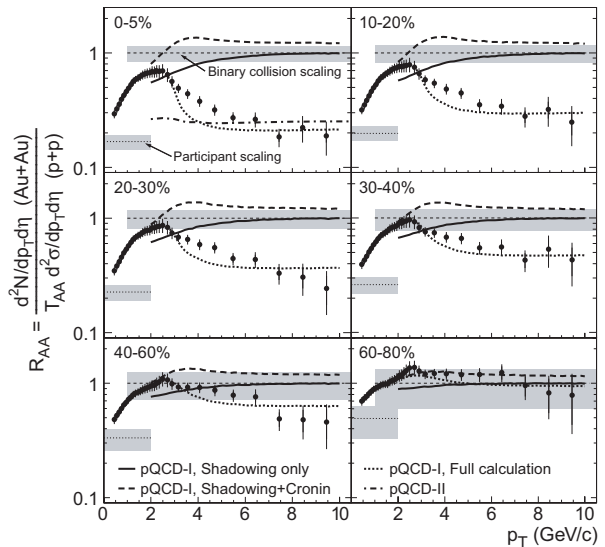 0-5%
10-20%
1
Binary collision scaling
Participant scaling
0.1
20-30%
30-40%
1
0.1
40-60%
60-80%
1
pQCD-I, Shadowing only
pQCD-I, Shadowing+Cronin
pQCD-I, Full calculation
pQCD-II
0.1
0 2 4 6 8 10
0 2 4 6 8 10
p_T (GeV/c)
R_AA = d²N/dp_Tdη (Au+Au) / T_AA d²σ/dp_Tdη (p+p)